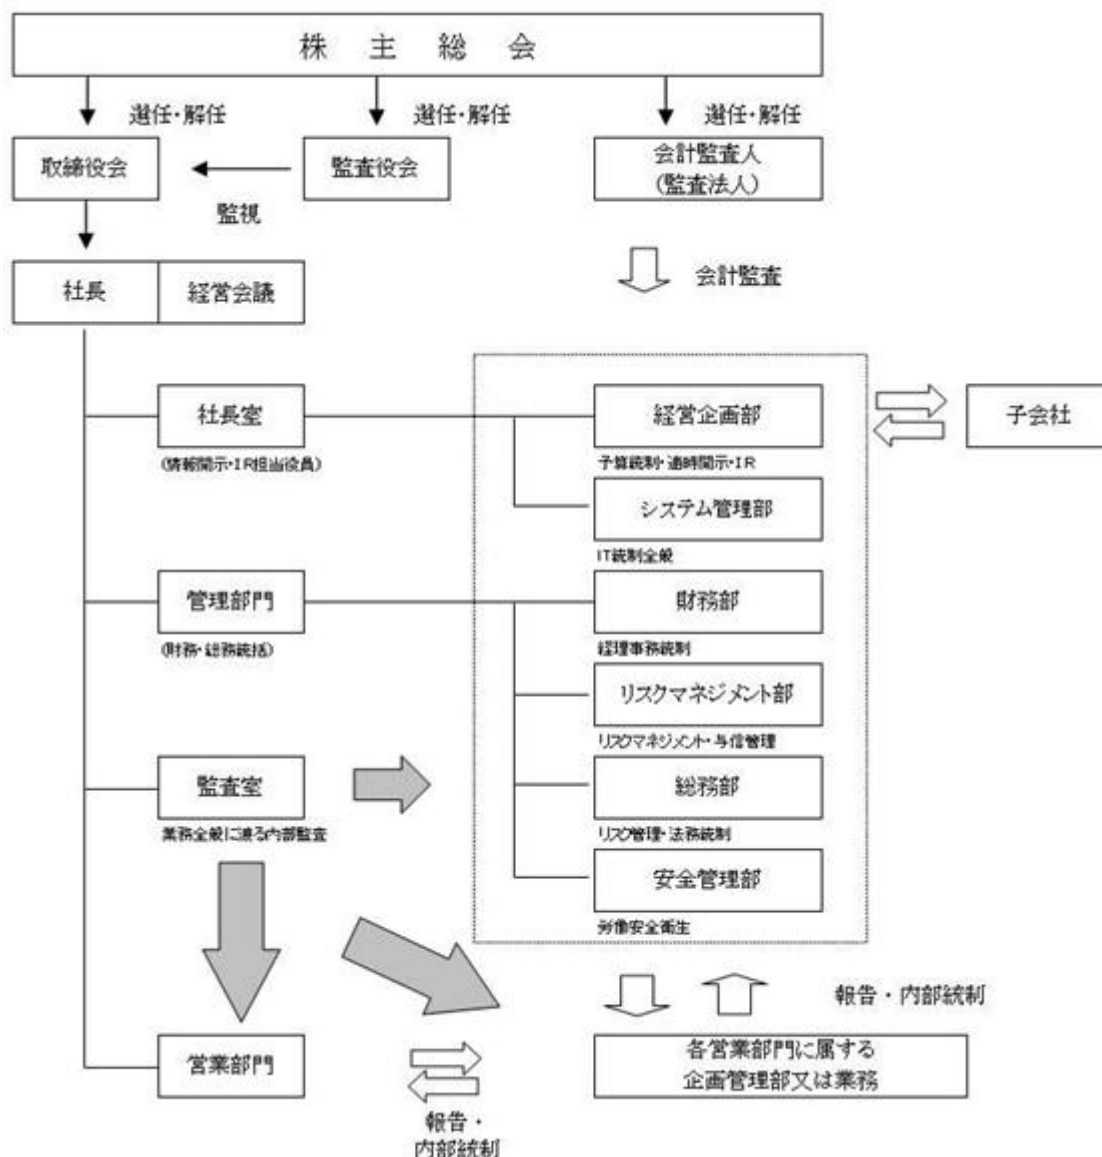 株主総会
選任・解任
選任・解任
選任・解任
取締役会
監査役会
会計監査人
(監査法人)
監視
社長
経営会議
会計監査
社長室
(情報開示・IR担当役員)
経営企画部
予算統制・適時開示・IR
子会社
システム管理部
IT統制全般
管理部門
(財務・総務統括)
財務部
経理事務統制
リスクマネジメント部
リスクマネジメント・与信管理
監査室
業務全般に渡る内部監査
総務部
リスク管理・法務統制
安全管理部
労働安全衛生
報告・内部統制
営業部門
各営業部門に属する
企画管理部又は業務
報告・
内部統制